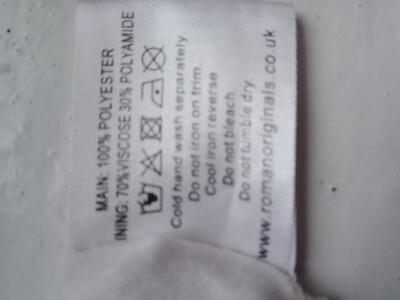 MAIN: 100% POLYESTER
INING: 70% VISCOSE 30% POLYAMIDE
Cold hand wash separately.
Do not iron on trim.
Cool iron reverse.
Do not bleach.
Do not tumble dry.
www.romanoriginals.co.uk